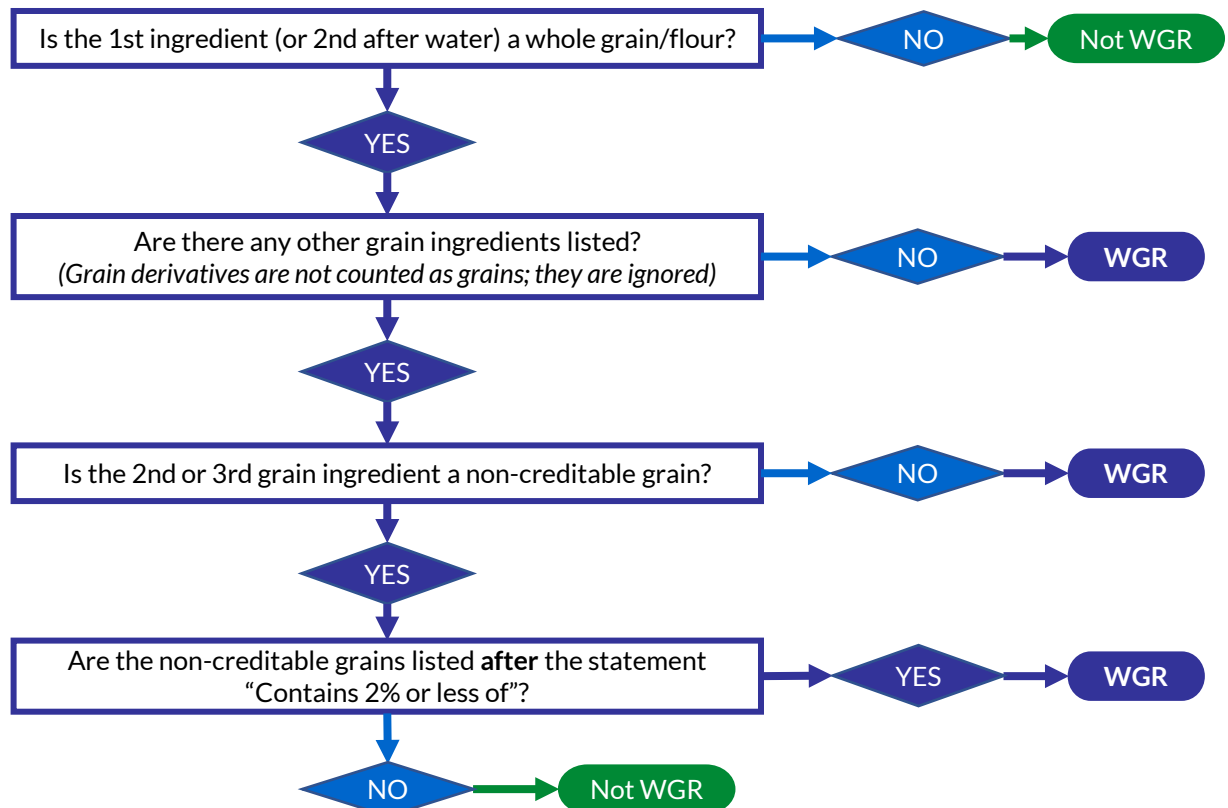 Is the 1st ingredient (or 2nd after water) a whole grain/flour?
NO
Not WGR
YES
Are there any other grain ingredients listed?
(Grain derivatives are not counted as grains; they are ignored)
NO
WGR
YES
Is the 2nd or 3rd grain ingredient a non-creditable grain?
NO
WGR
YES
Are the non-creditable grains listed after the statement
“Contains 2% or less of”?
YES
WGR
NO
Not WGR